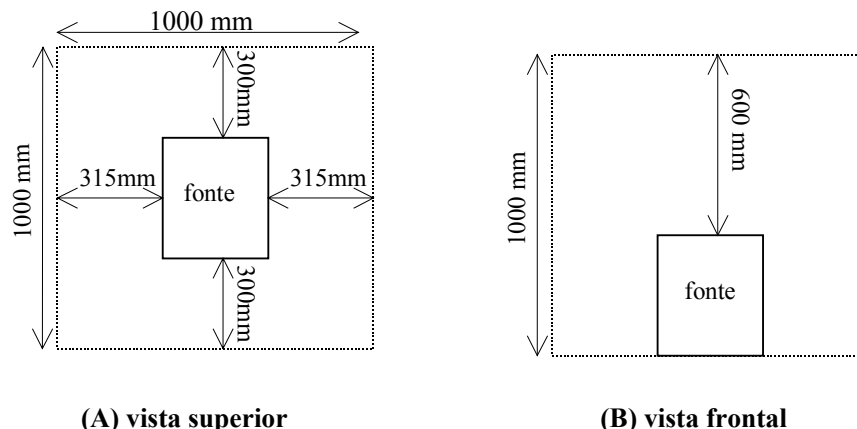 1000 mm
300mm
1000 mm
315mm
fonte
315mm
300mm
(A) vista superior
600 mm
1000 mm
fonte
(B) vista frontal